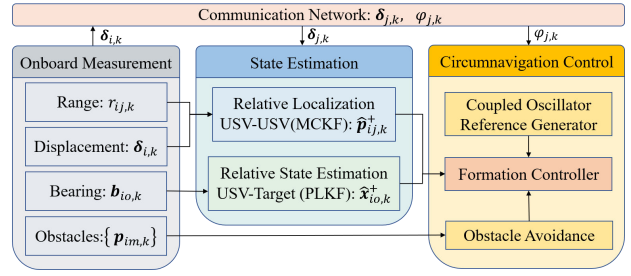 Communication Network: δ_{j,k}, φ_{j,k}
δ_{i,k}
δ_{j,k}
φ_{j,k}
Onboard Measurement
Range: r_{ij,k}
Displacement: δ_{i,k}
Bearing: b_{io,k}
Obstacles:{p_{im,k}}
State Estimation
Relative Localization
USV-USV(MCKF): p̂⁺_{ij,k}
Relative State Estimation
USV-Target (PLKF): x̂⁺_{io,k}
Circumnavigation Control
Coupled Oscillator
Reference Generator
Formation Controller
Obstacle Avoidance